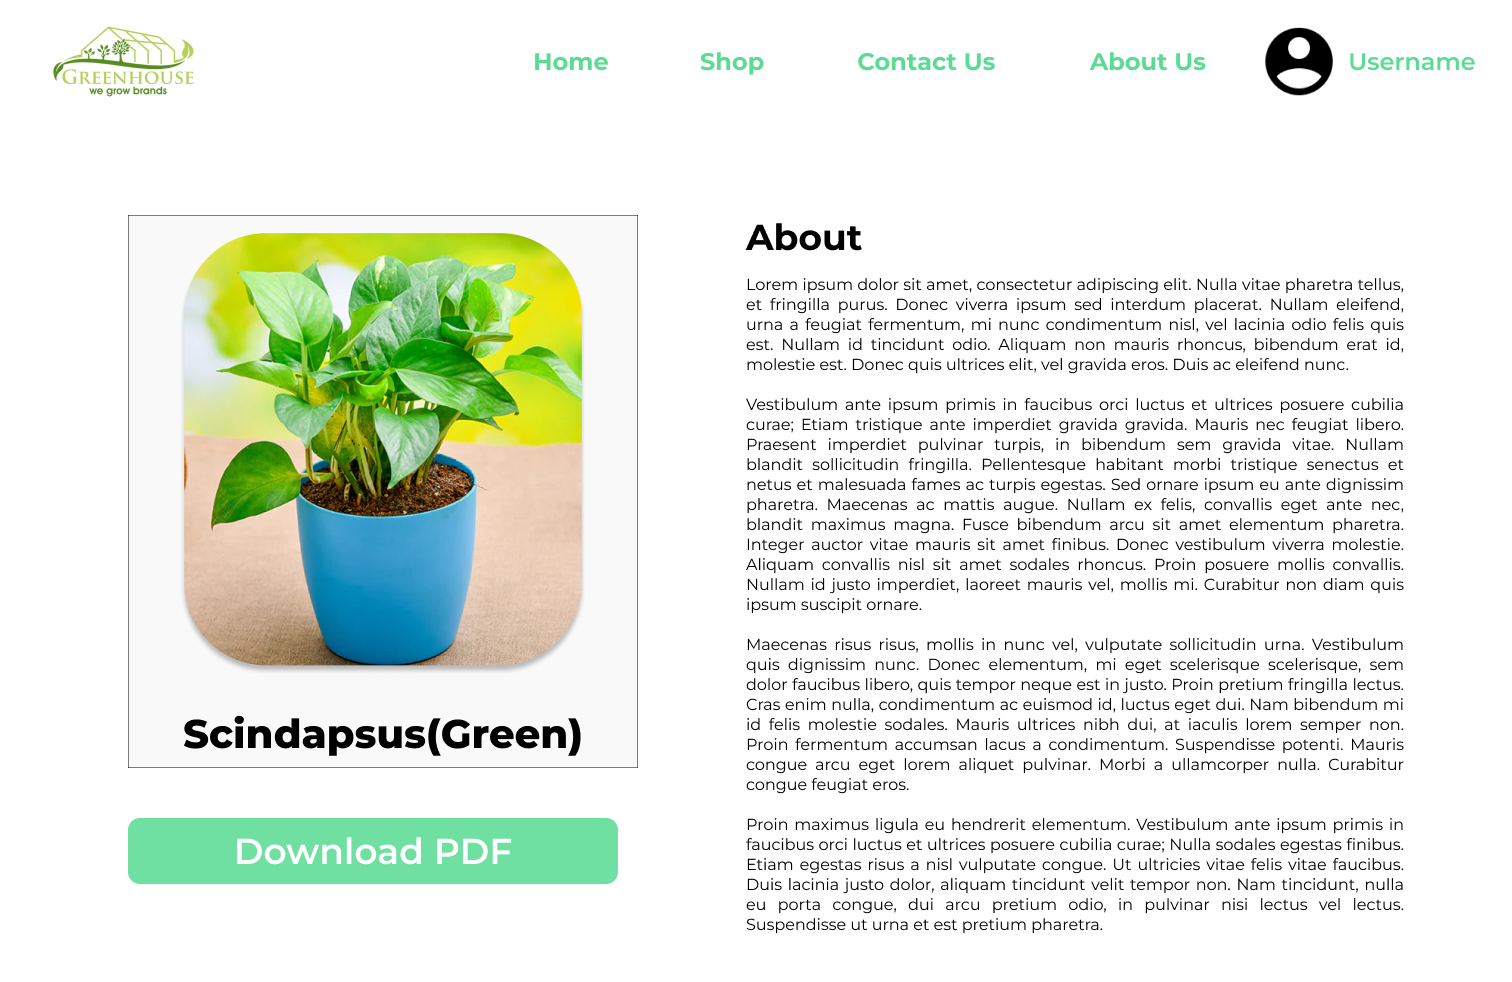 GREENHOUSE
we grow brands
Home
Shop
Contact Us
About Us
Username
Scindapsus(Green)
Download PDF
About
Lorem ipsum dolor sit amet, consectetur adipiscing elit. Nulla vitae pharetra tellus,
et fringilla purus. Donec viverra ipsum sed interdum placerat. Nullam eleifend,
urna a feugiat fermentum, mi nunc condimentum nisl, vel lacinia odio felis quis
est. Nullam id tincidunt odio. Aliquam non mauris rhoncus, bibendum erat id,
molestie est. Donec quis ultrices elit, vel gravida eros. Duis ac eleifend nunc.
Vestibulum ante ipsum primis in faucibus orci luctus et ultrices posuere cubilia
curae; Etiam tristique ante imperdiet gravida gravida. Mauris nec feugiat libero.
Praesent imperdiet pulvinar turpis, in bibendum sem gravida vitae. Nullam
blandit sollicitudin fringilla. Pellentesque habitant morbi tristique senectus et
netus et malesuada fames ac turpis egestas. Sed ornare ipsum eu ante dignissim
pharetra. Maecenas ac mattis augue. Nullam ex felis, convallis eget ante nec,
blandit maximus magna. Fusce bibendum arcu sit amet elementum pharetra.
Integer auctor vitae mauris sit amet finibus. Donec vestibulum viverra molestie.
Aliquam convallis nisl sit amet sodales rhoncus. Proin posuere mollis convallis.
Nullam id justo imperdiet, laoreet mauris vel, mollis mi. Curabitur non diam quis
ipsum suscipit ornare.
Maecenas risus risus, mollis in nunc vel, vulputate sollicitudin urna. Vestibulum
quis dignissim nunc. Donec elementum, mi eget scelerisque scelerisque, sem
dolor faucibus libero, quis tempor neque est in justo. Proin pretium fringilla lectus.
Cras enim nulla, condimentum ac euismod id, luctus eget dui. Nam bibendum mi
id felis molestie sodales. Mauris ultrices nibh dui, at iaculis lorem semper non.
Proin fermentum accumsan lacus a condimentum. Suspendisse potenti. Mauris
congue arcu eget lorem aliquet pulvinar. Morbi a ullamcorper nulla. Curabitur
congue feugiat eros.
Proin maximus ligula eu hendrerit elementum. Vestibulum ante ipsum primis in
faucibus orci luctus et ultrices posuere cubilia curae; Nulla sodales egestas finibus.
Etiam egestas risus a nisl vulputate congue. Ut ultricies vitae felis vitae faucibus.
Duis lacinia justo dolor, aliquam tincidunt velit tempor non. Nam tincidunt, nulla
eu porta congue, dui arcu pretium odio, in pulvinar nisi lectus vel lectus.
Suspendisse ut urna et est pretium pharetra.